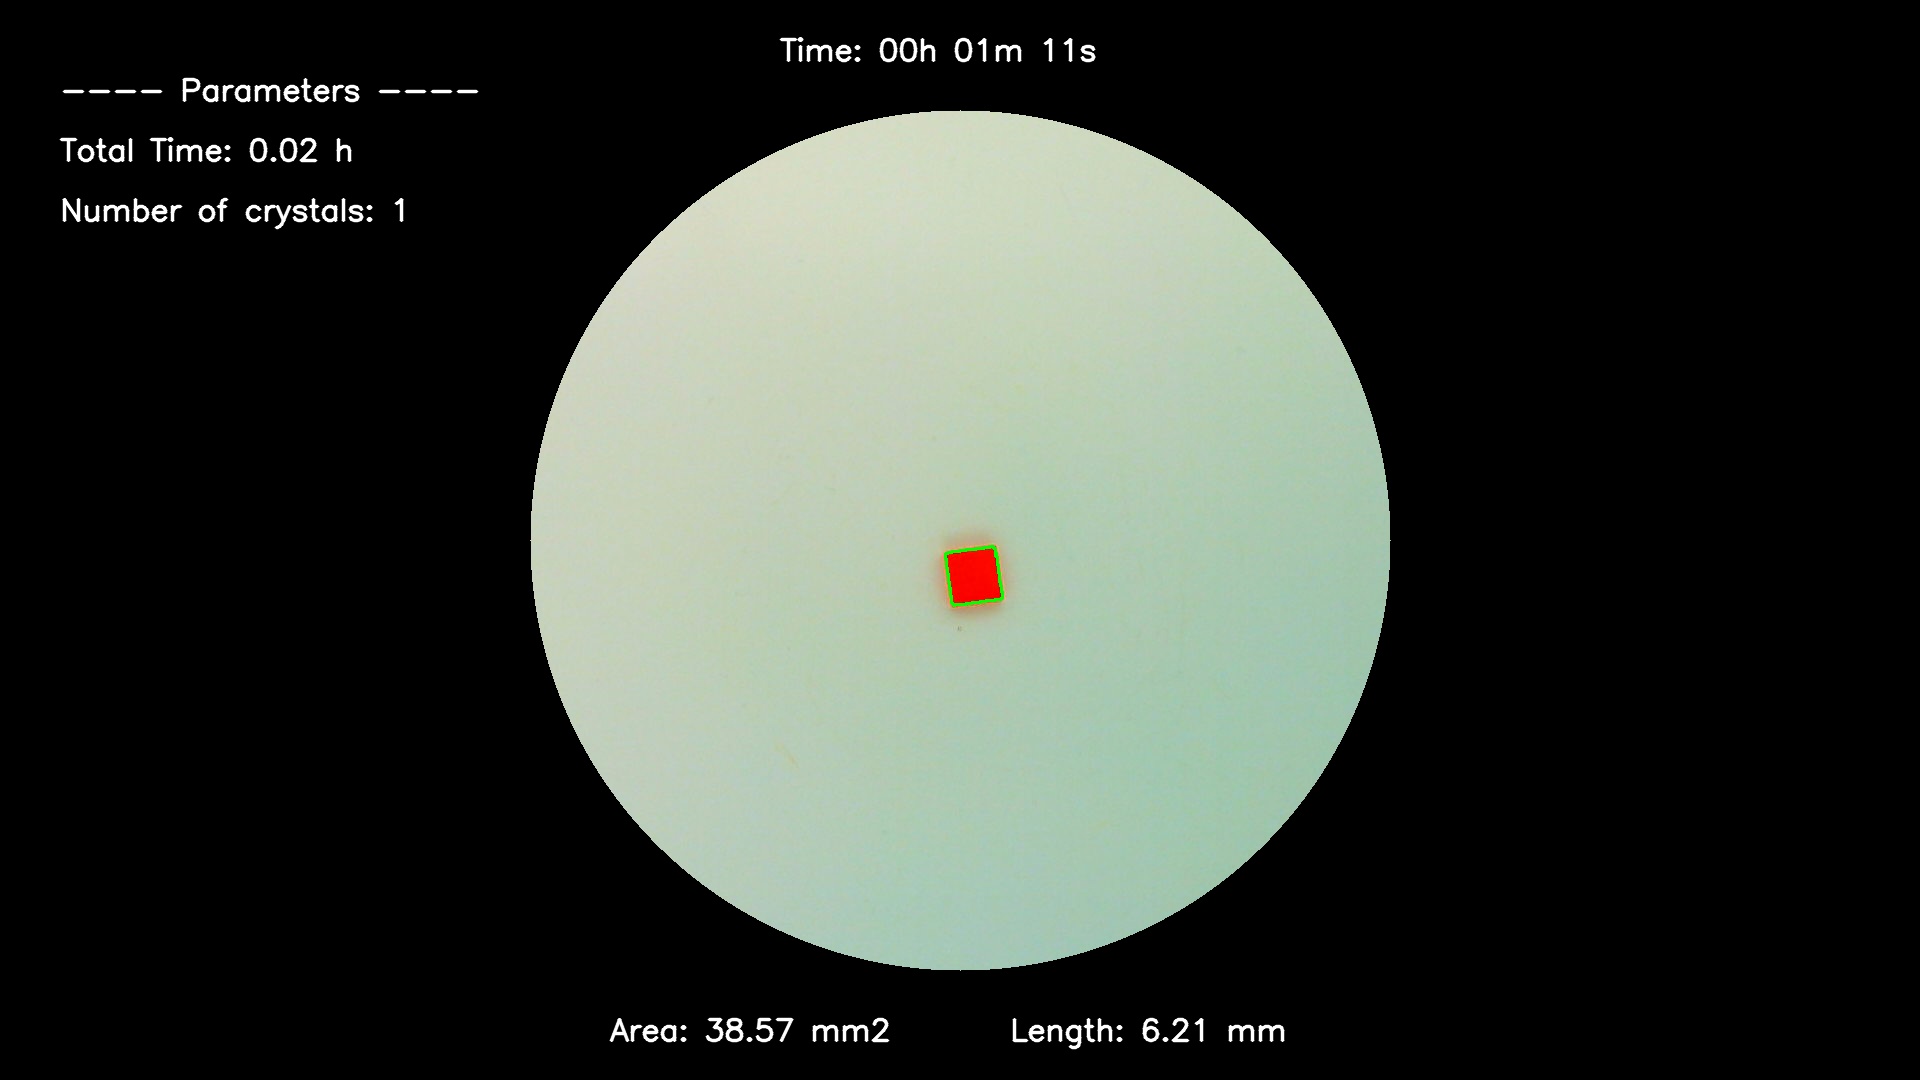 Time: 00h 01m 11s
---- Parameters ----
Total Time: 0.02 h
Number of crystals: 1
Area: 38.57 mm2 Length: 6.21 mm